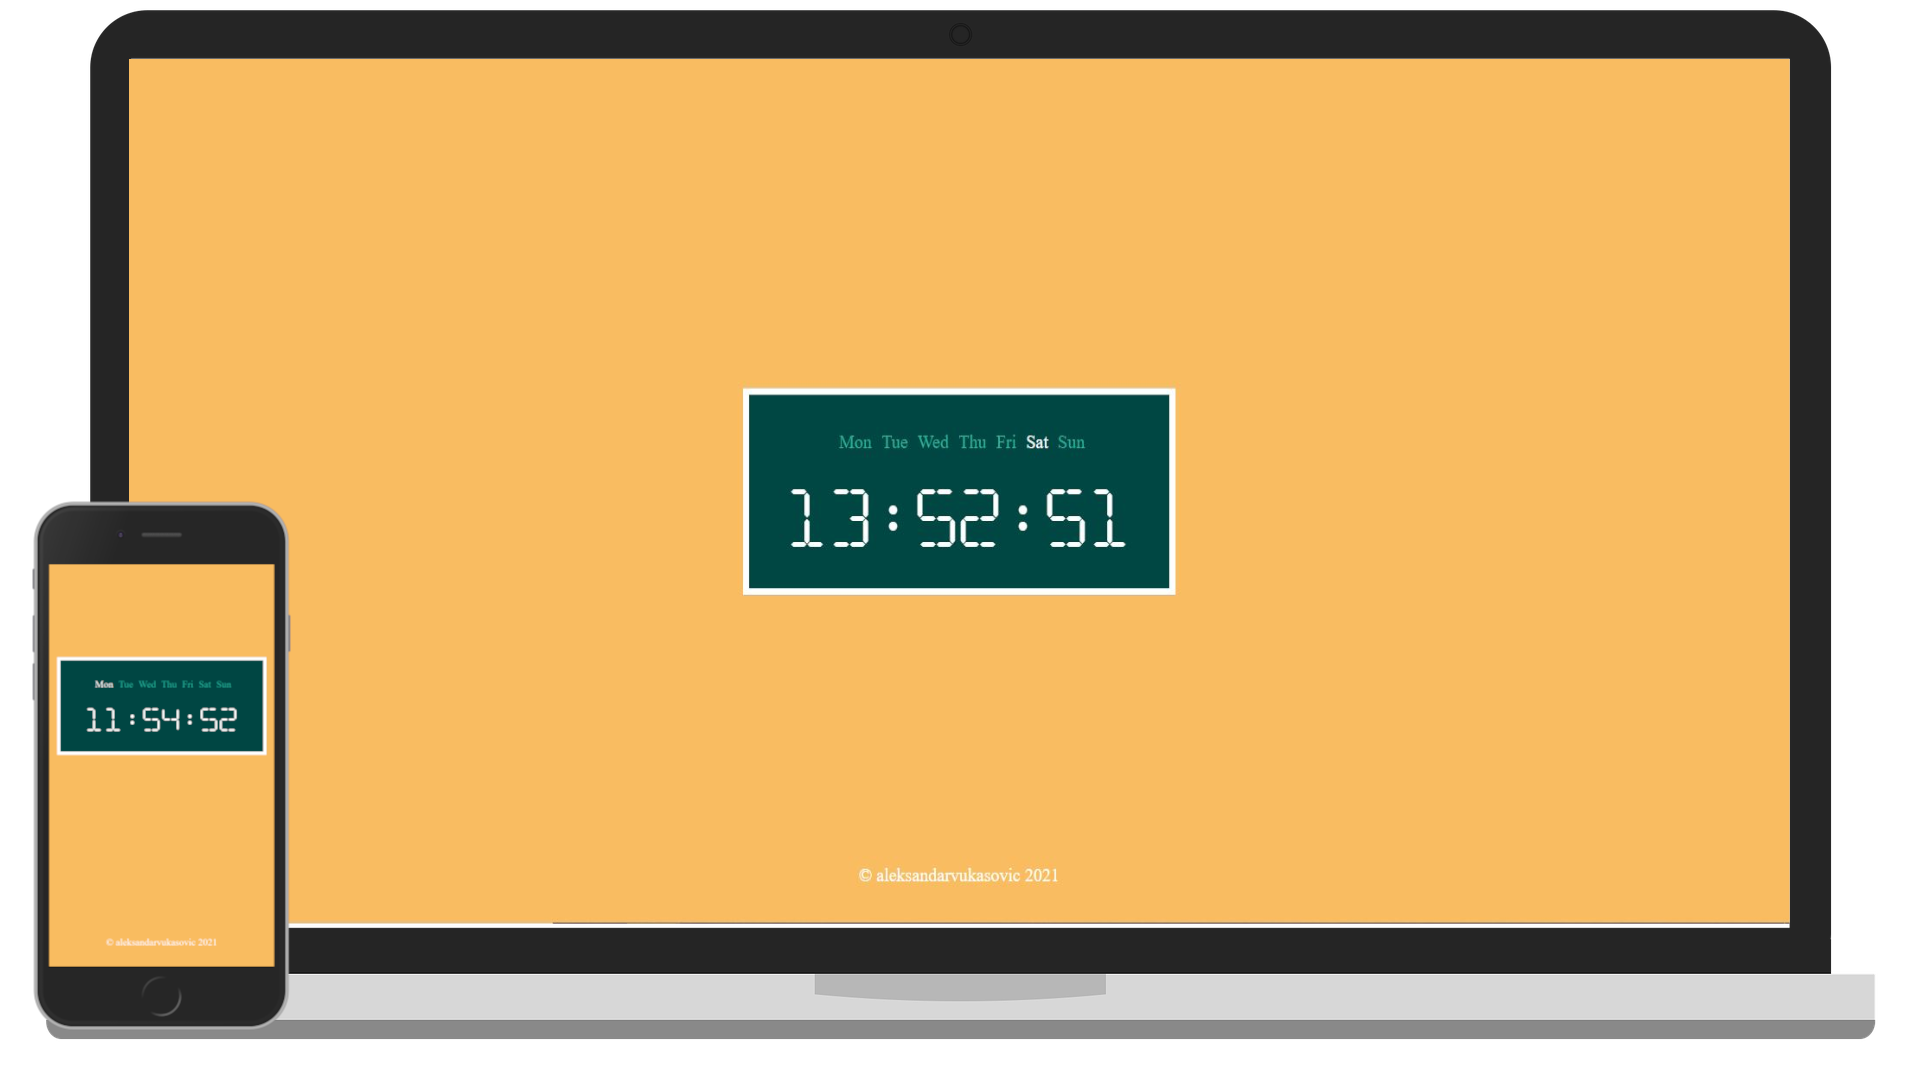 Mon Tue Wed Thu Fri Sat Sun
13:52:51
© aleksandarvukasovic 2021
Mon Tue Wed Thu Fri Sat Sun
11:54:52
© aleksandarvukasovic 2021